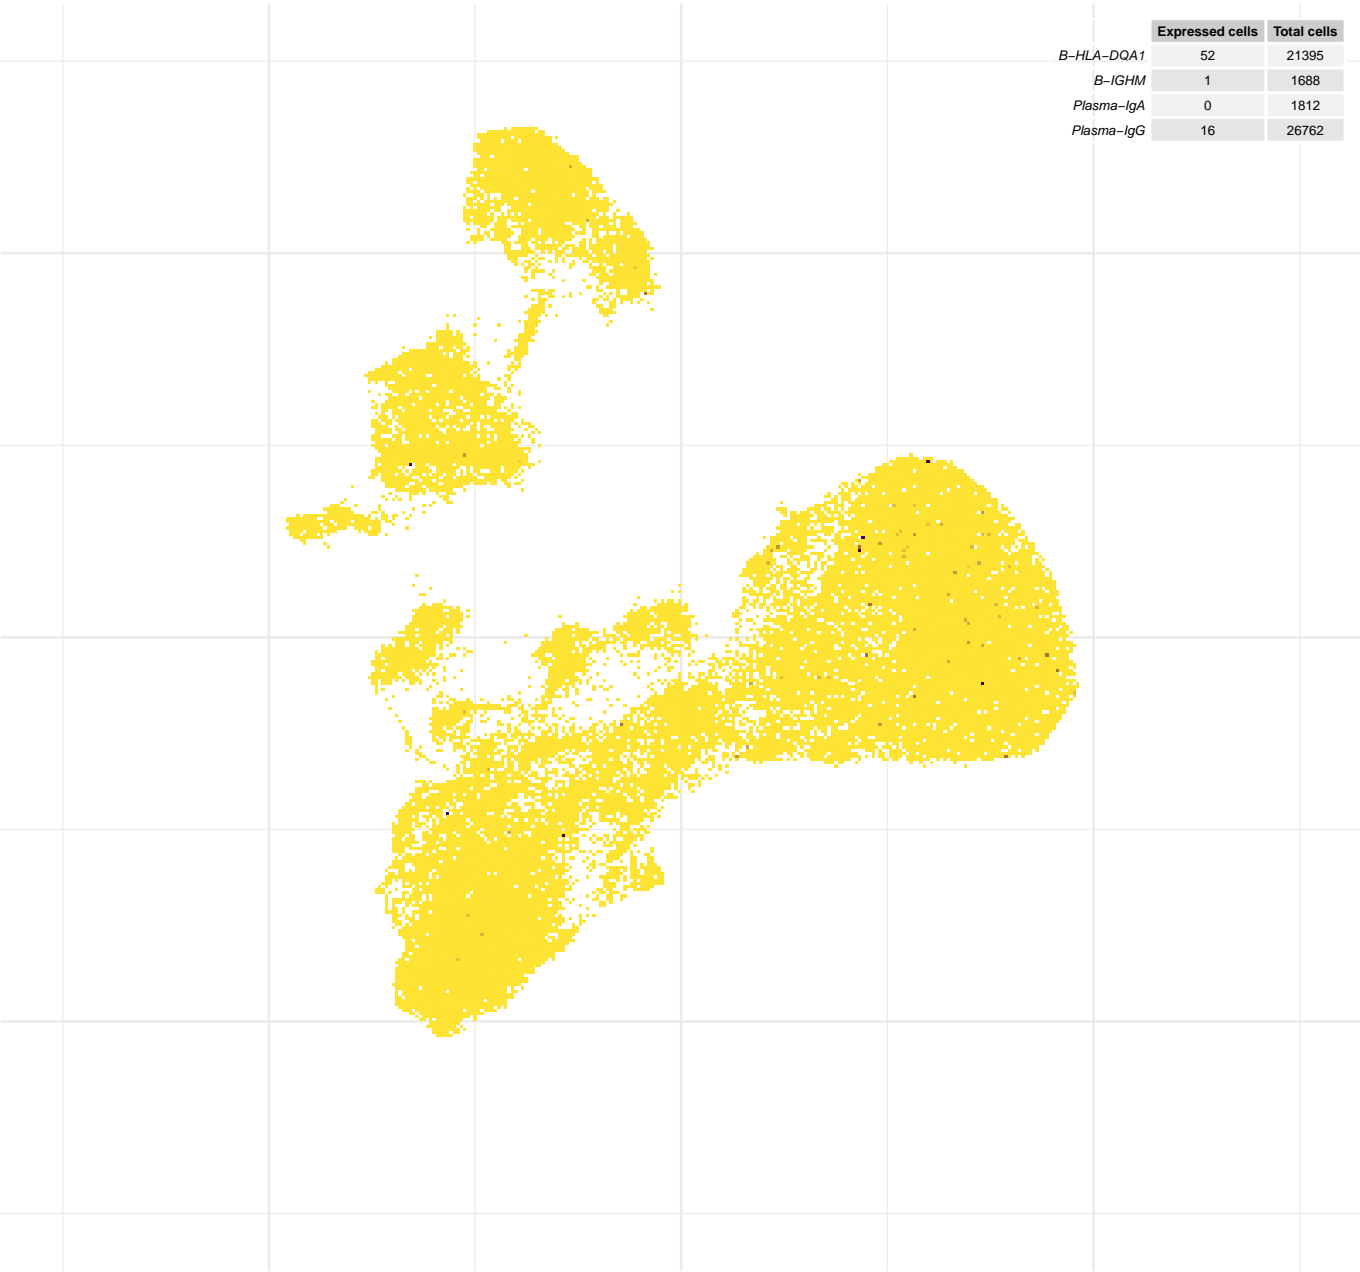 Expressed cells Total cells
B−HLA−DQA1 52 21395
B−IGHM 1 1688
Plasma−IgA 0 1812
Plasma−IgG 16 26762